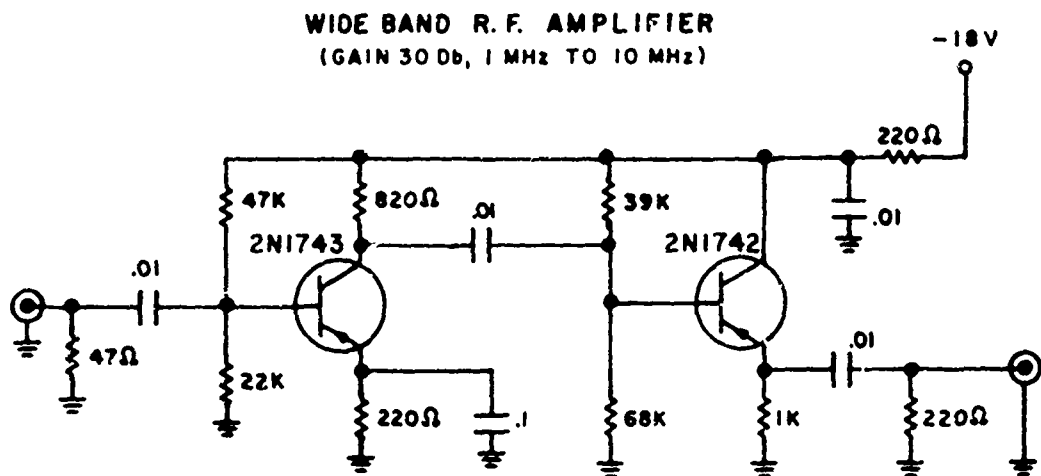 WIDE BAND R. F. AMPLIFIER
(GAIN 30 Db, 1 MHz TO 10 MHz)
-18V
220Ω
47K
820Ω
39K
.01
.01
2N1743
2N1742
.01
.01
47Ω
22K
220Ω
.1
68K
1K
220Ω